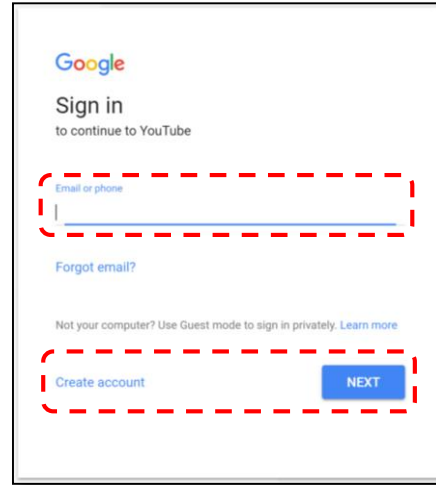 Google
Sign in
to continue to YouTube
Email or phone
Forgot email?
Not your computer? Use Guest mode to sign in privately. Learn more
Create account NEXT